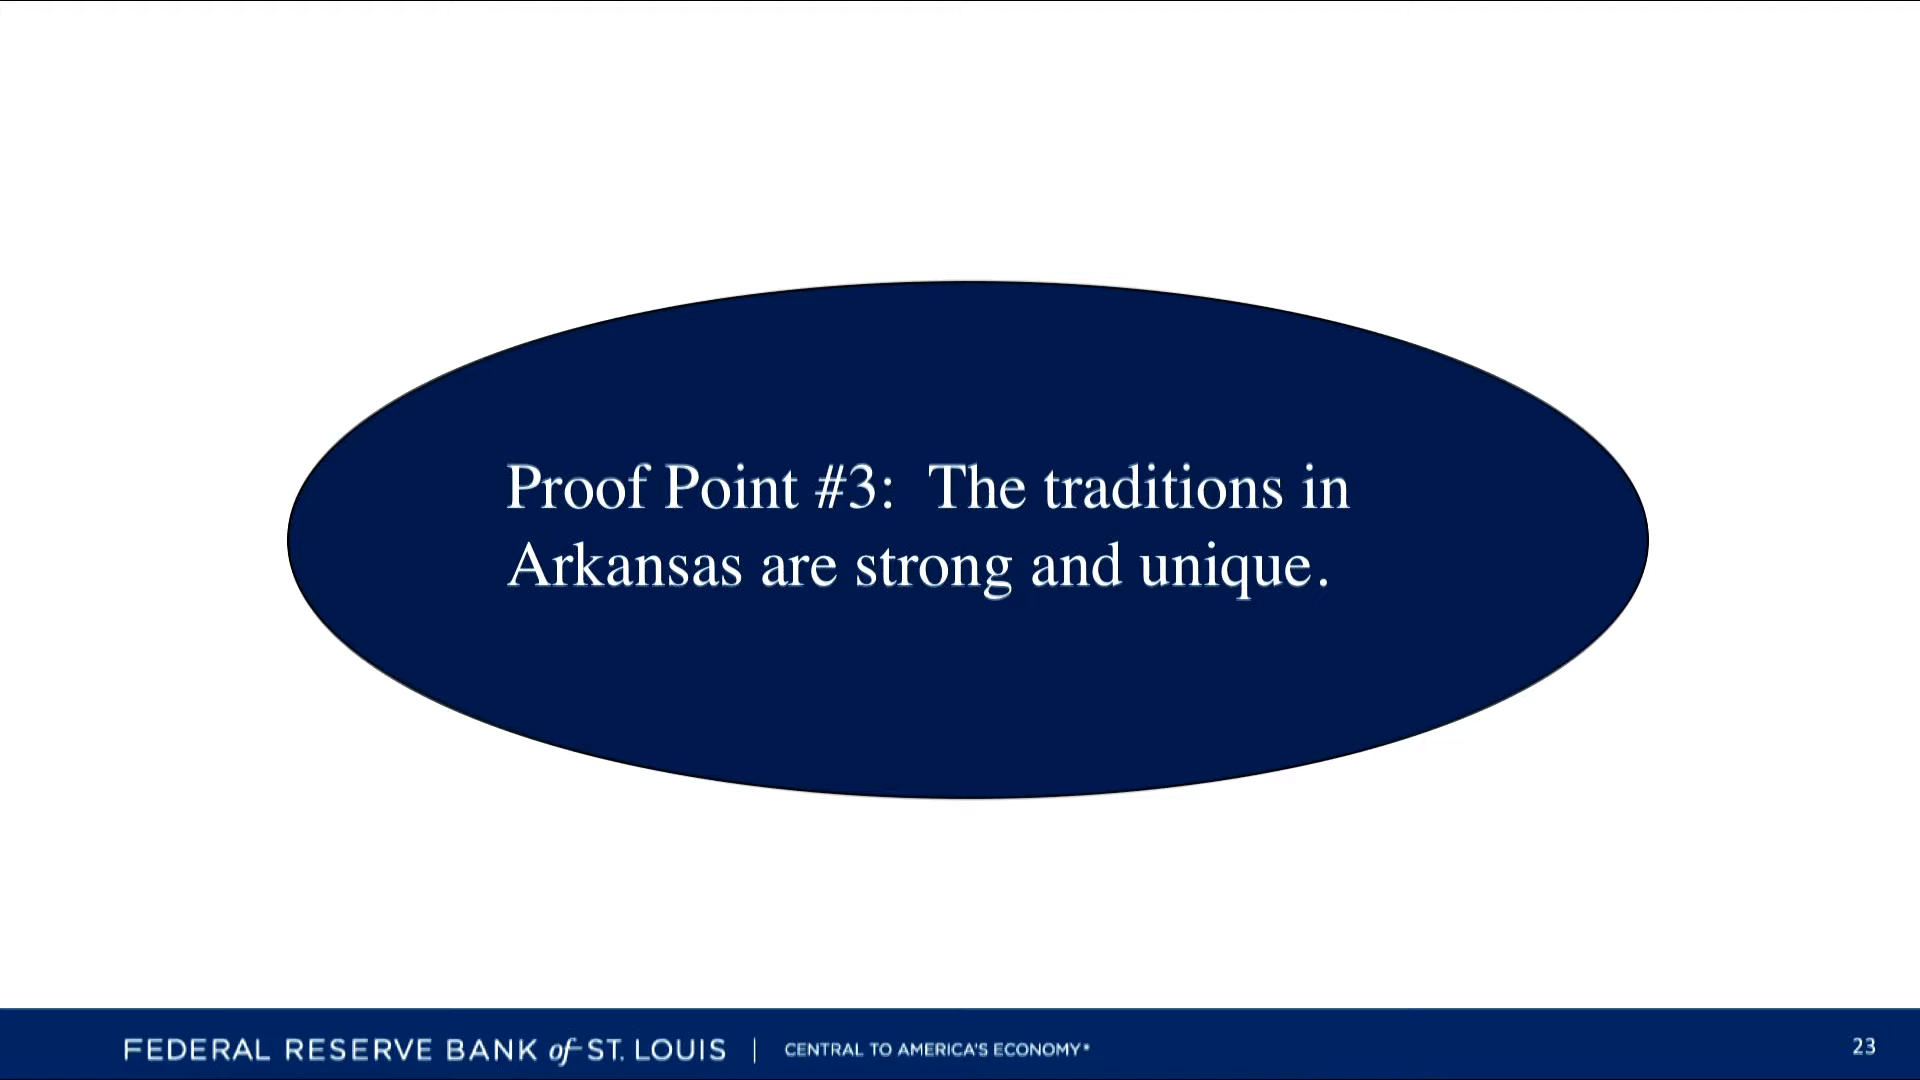 Proof Point #3:  The traditions in
Arkansas are strong and unique.
FEDERAL RESERVE BANK of ST. LOUIS | CENTRAL TO AMERICA'S ECONOMY®
23